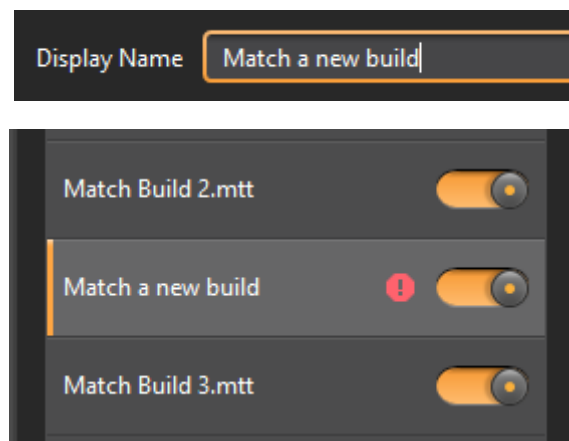 Display Name Match a new build
Match Build 2.mtt
Match a new build
Match Build 3.mtt